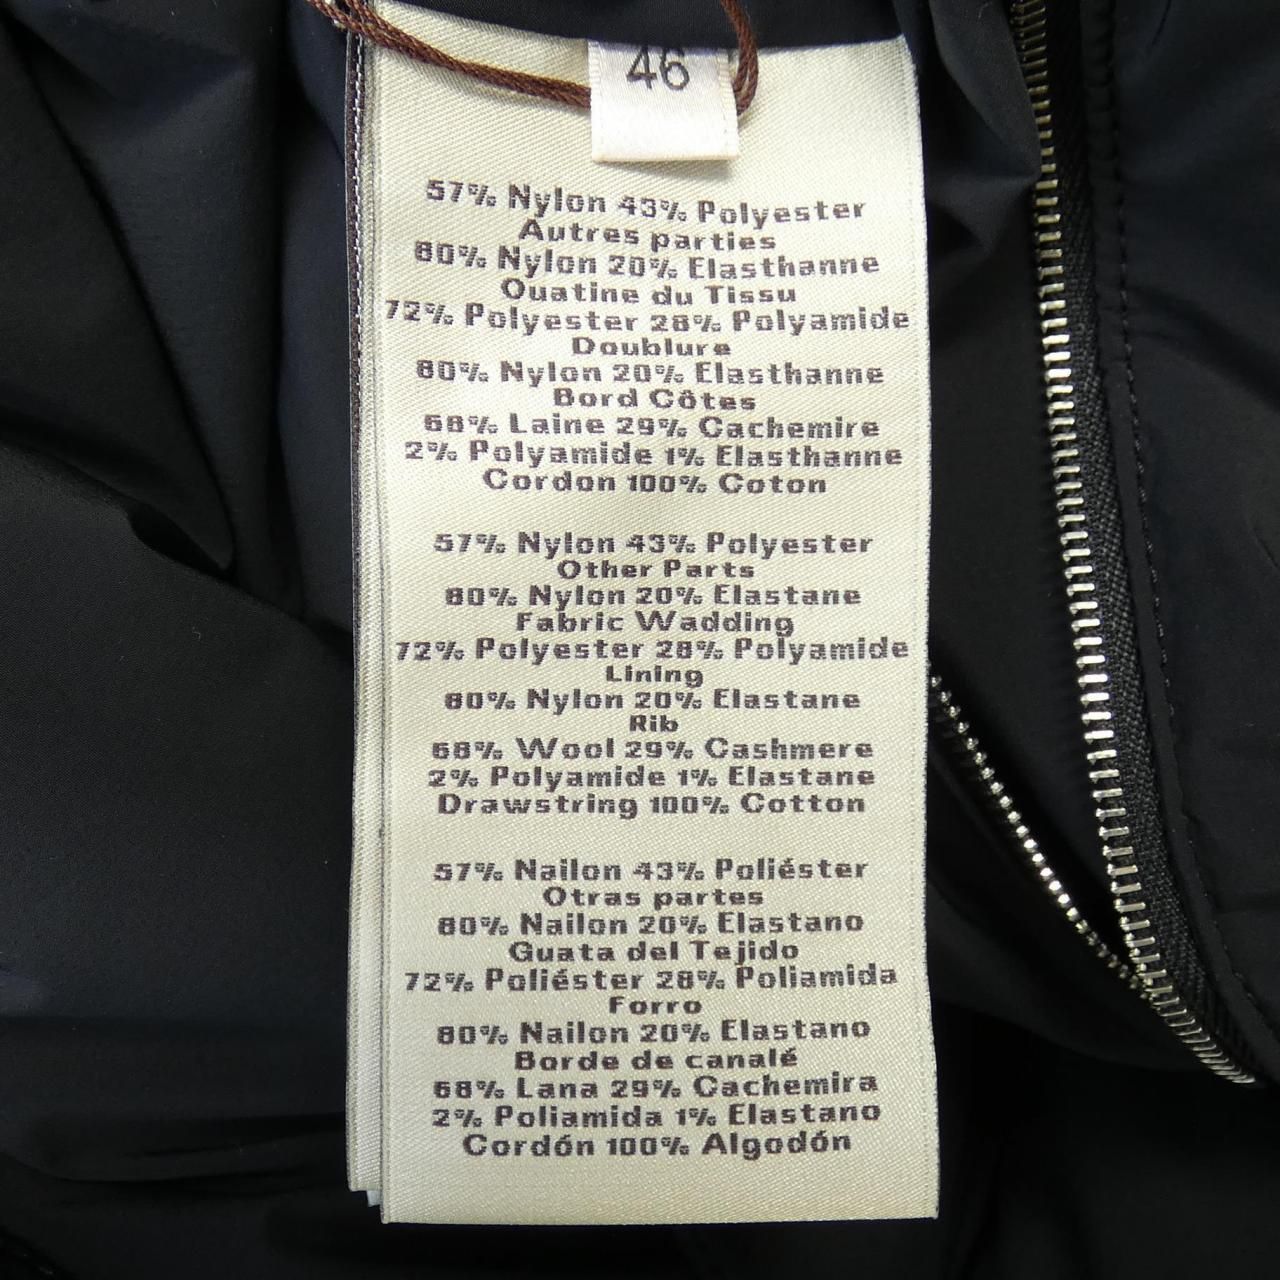 46
57% Nylon 43% Polyester
Autres parties
80% Nylon 20% Elasthanne
Ouatine du Tissu
72% Polyester 28% Polyamide
Doublure
80% Nylon 20% Elasthanne
Bord Côtes
68% Laine 29% Cachemire
2% Polyamide 1% Elasthanne
Cordon 100% Coton
57% Nylon 43% Polyester
Other Parts
80% Nylon 20% Elastane
Fabric Wadding
72% Polyester 28% Polyamide
Lining
80% Nylon 20% Elastane
Rib
68% Wool 29% Cashmere
2% Polyamide 1% Elastane
Drawstring 100% Cotton
57% Nailon 43% Poliéster
Otras partes
80% Nailon 20% Elastano
Guata del Tejido
72% Poliéster 28% Poliamida
Forro
80% Nailon 20% Elastano
Borde de canalé
68% Lana 29% Cachemira
2% Poliamida 1% Elastano
Cordón 100% Algodón